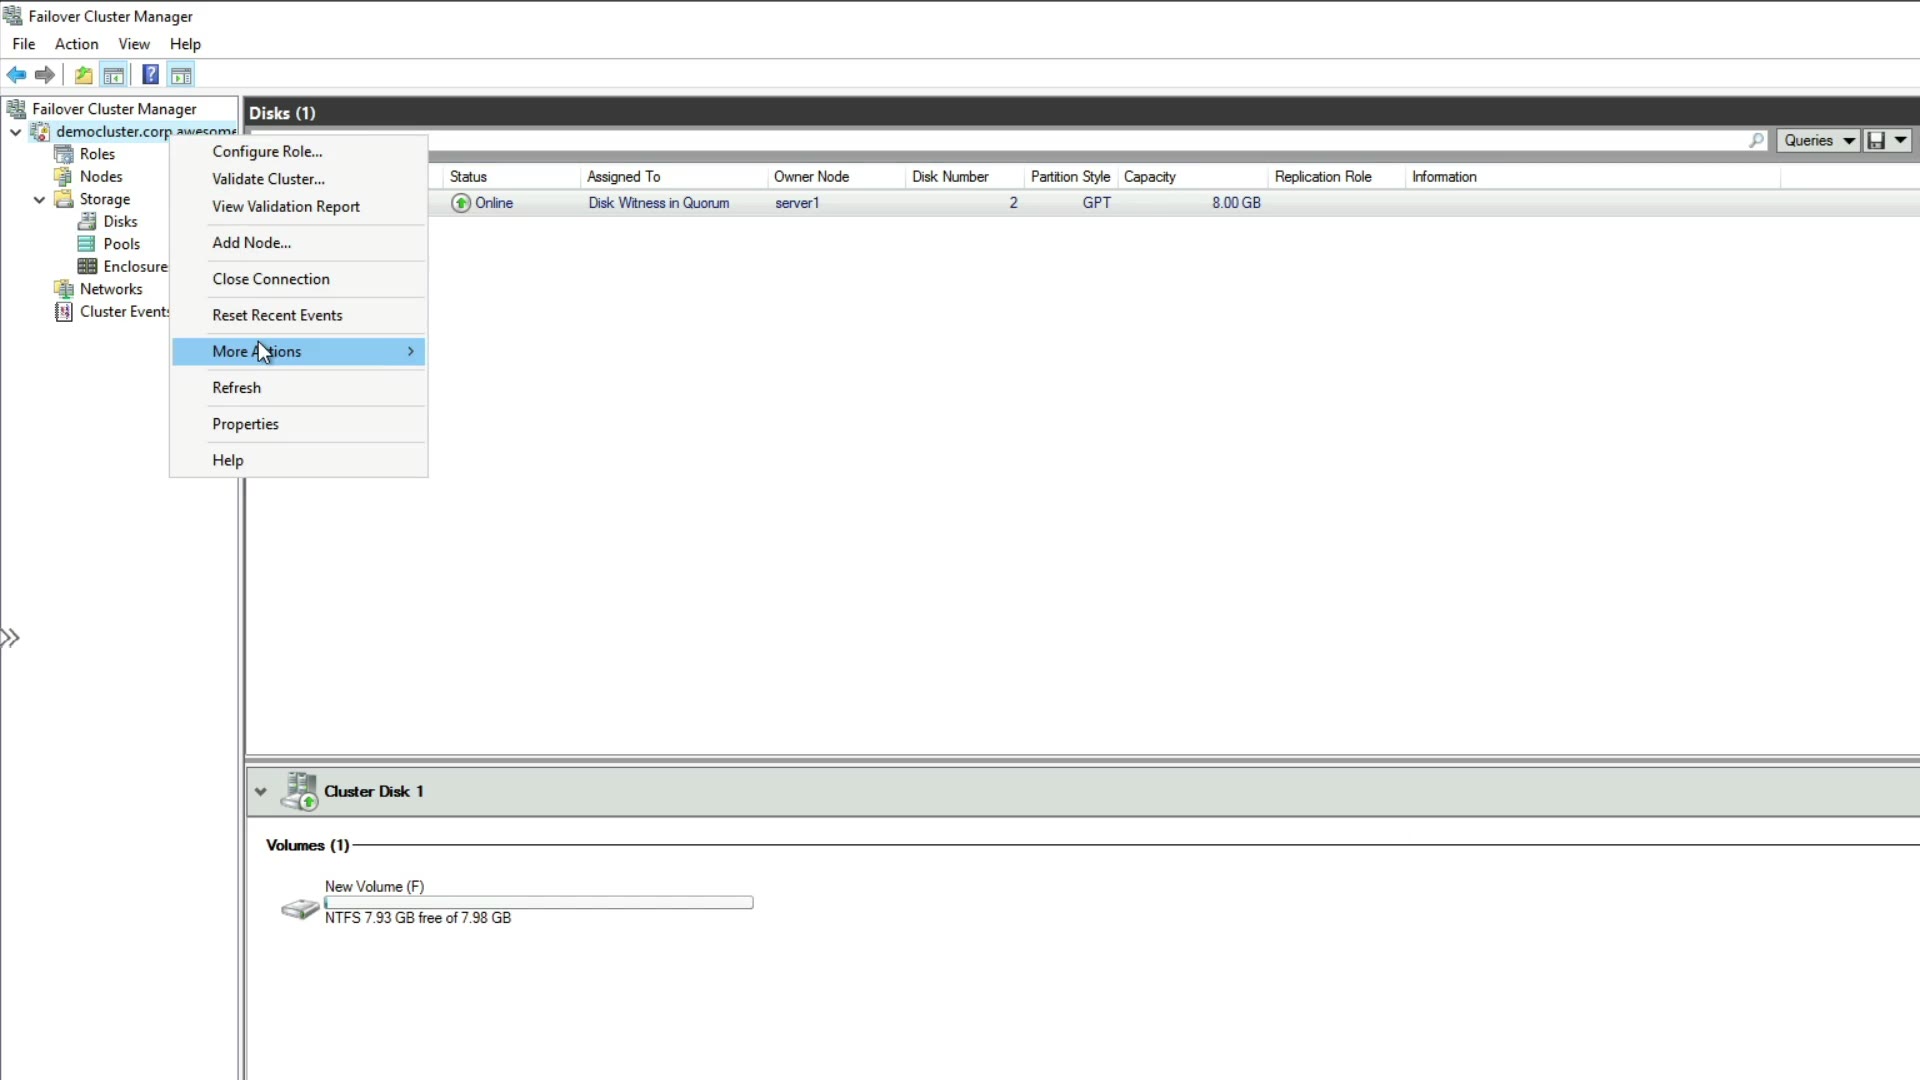 Failover Cluster Manager
File Action View Help
Failover Cluster Manager
democluster.corp.awesome
Roles
Nodes
Storage
Disks
Pools
Enclosure
Networks
Cluster Events
Configure Role...
Validate Cluster...
View Validation Report
Add Node...
Close Connection
Reset Recent Events
More Actions
Refresh
Properties
Help
Disks (1)
Queries
Status Assigned To Owner Node Disk Number Partition Style Capacity Replication Role Information
Online Disk Witness in Quorum server1 2 GPT 8.00 GB
Cluster Disk 1
Volumes (1)
New Volume (F)
NTFS 7.93 GB free of 7.98 GB